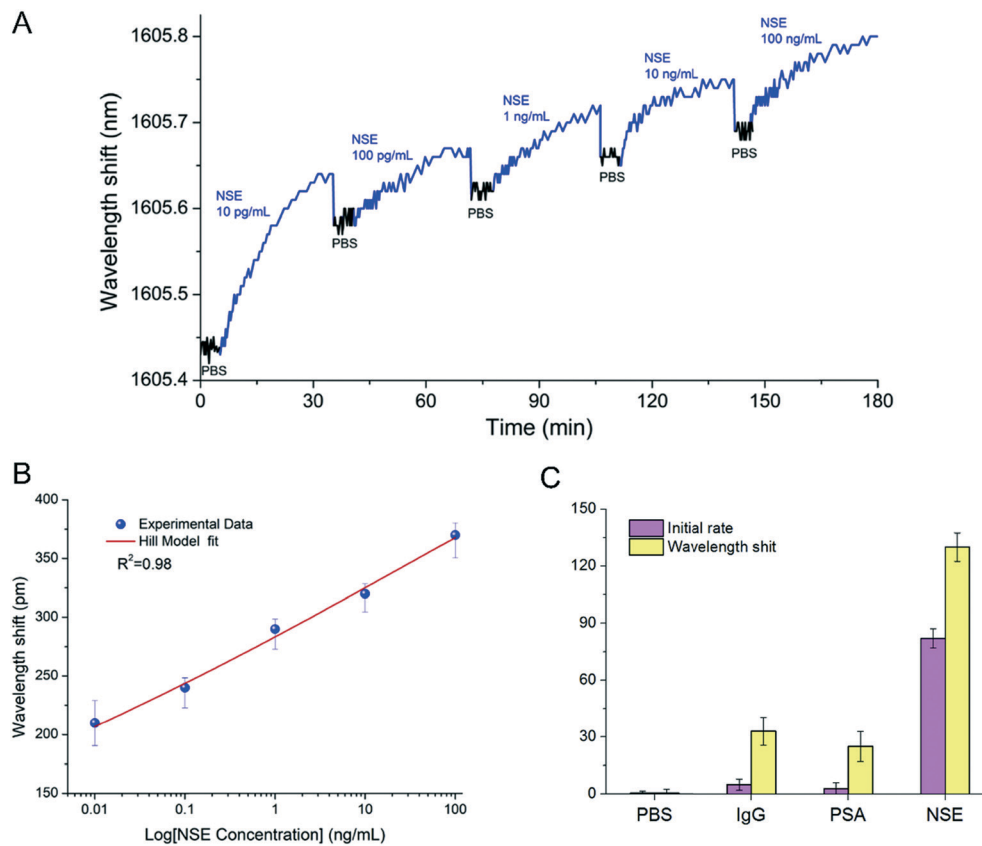 A
Wavelength shift (nm)
1605.8
1605.7
1605.6
1605.5
1605.4
NSE
10 pg/mL
NSE
100 pg/mL
NSE
1 ng/mL
NSE
10 ng/mL
NSE
100 ng/mL
PBS
PBS
PBS
PBS
PBS
0 30 60 90 120 150 180
Time (min)
B
Wavelength shift (pm)
400
350
300
250
200
150
Experimental Data
Hill Model fit
R²=0.98
0.01 0.1 1 10 100
Log[NSE Concentration] (ng/mL)
C
150
120
90
60
30
0
Initial rate
Wavelength shit
PBS IgG PSA NSE